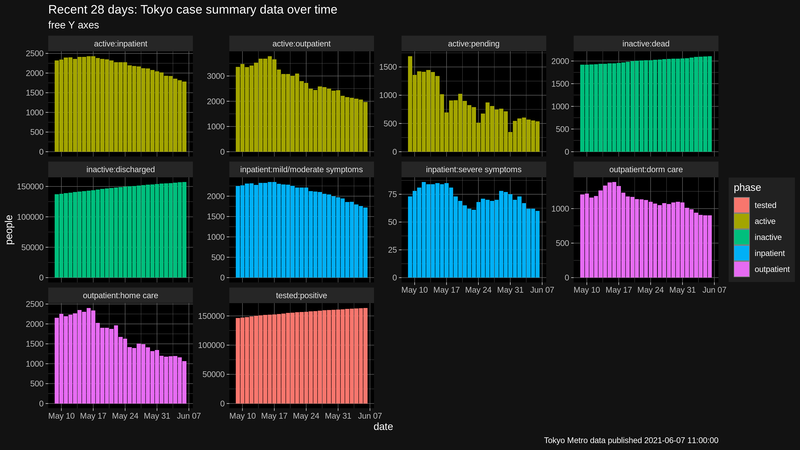 Recent 28 days: Tokyo case summary data over time
free Y axes
active:inpatient
active:outpatient
active:pending
inactive:dead
2500
2000
1500
1000
500
0
3000
2000
1000
0
1500
1000
500
0
2000
1500
1000
500
0
inactive:discharged
inpatient:mild/moderate symptoms
inpatient:severe symptoms
outpatient:dorm care
150000
100000
50000
0
2000
1500
1000
500
0
75
50
25
0
1000
500
0
May 10 May 17 May 24 May 31 Jun 07
May 10 May 17 May 24 May 31 Jun 07
outpatient:home care
tested:positive
2500
2000
1500
1000
500
0
150000
100000
50000
0
May 10 May 17 May 24 May 31 Jun 07
May 10 May 17 May 24 May 31 Jun 07
people
date
phase
tested
active
inactive
inpatient
outpatient
Tokyo Metro data published 2021-06-07 11:00:00